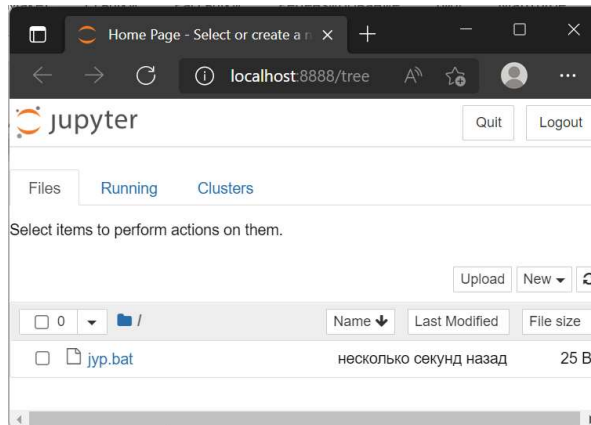 Home Page - Select or create a n
localhost:8888/tree
jupyter
Quit
Logout
Files
Running
Clusters
Select items to perform actions on them.
Upload
New
0
/
Name
Last Modified
File size
jyp.bat
несколько секунд назад
25 B